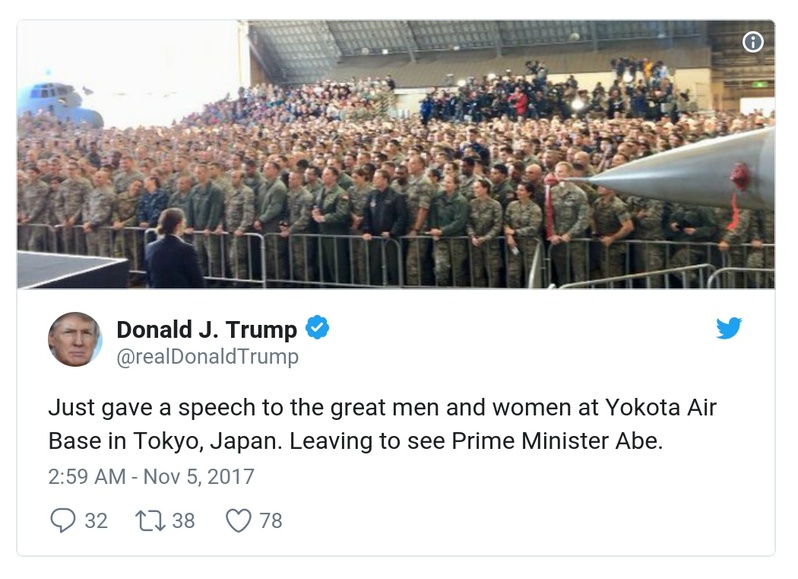 Donald J. Trump
@realDonaldTrump
Just gave a speech to the great men and women at Yokota Air
Base in Tokyo, Japan. Leaving to see Prime Minister Abe.
2:59 AM - Nov 5, 2017
32 38 78